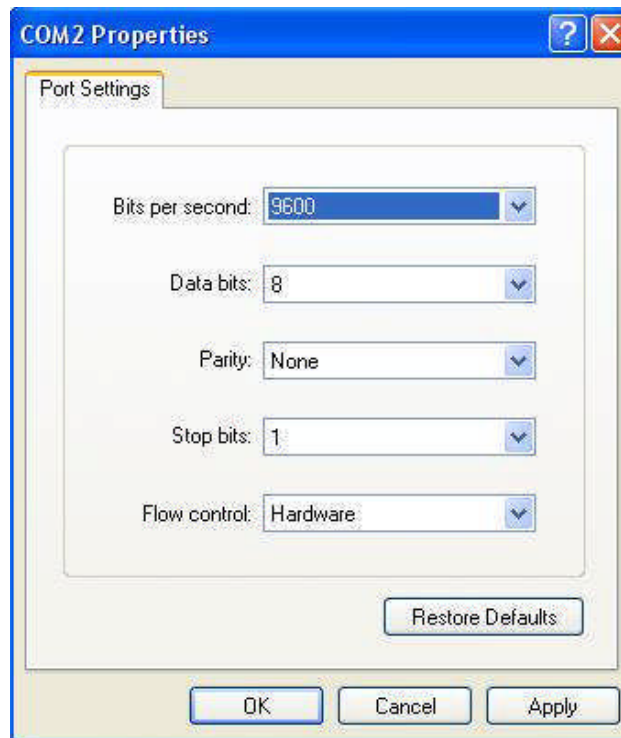 COM2 Properties
Port Settings
Bits per second: 9600
Data bits: 8
Parity: None
Stop bits: 1
Flow control: Hardware
Restore Defaults
OK Cancel Apply